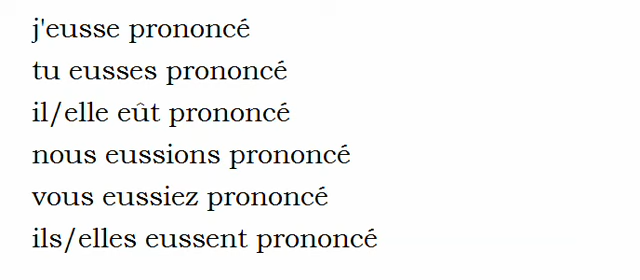 j'eusse prononcé
tu eusses prononcé
il/elle eût prononcé
nous eussions prononcé
vous eussiez prononcé
ils/elles eussent prononcé